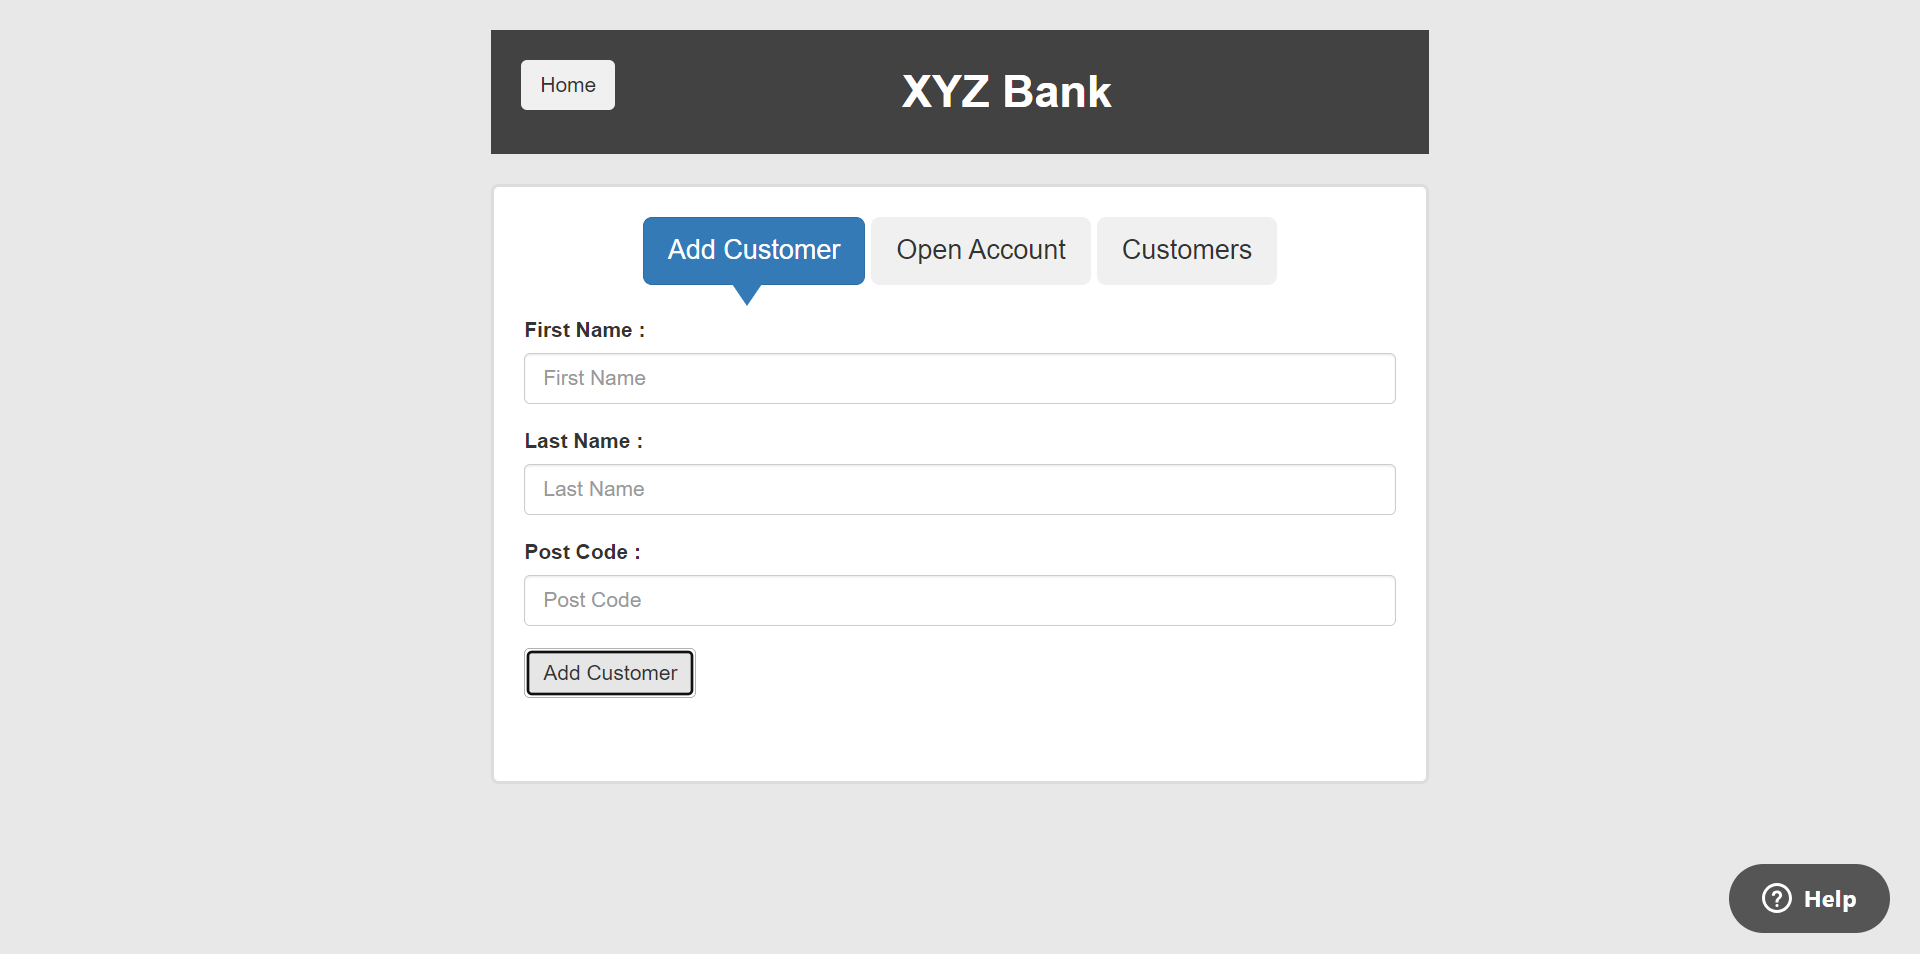 Home
XYZ Bank
Add Customer
Open Account
Customers
First Name :
First Name
Last Name :
Last Name
Post Code :
Post Code
Add Customer
? Help